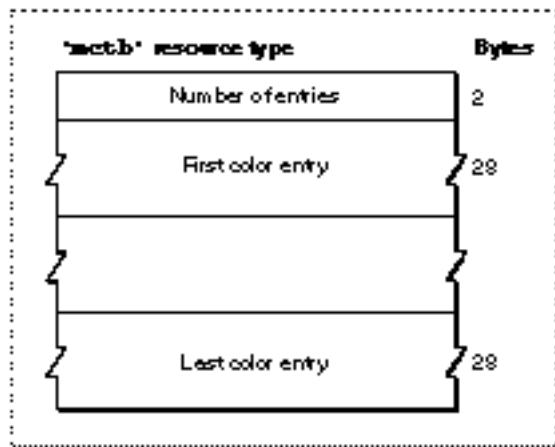 'mctb' resource type Bytes
Number of entries 2
First color entry 28
Last color entry 28